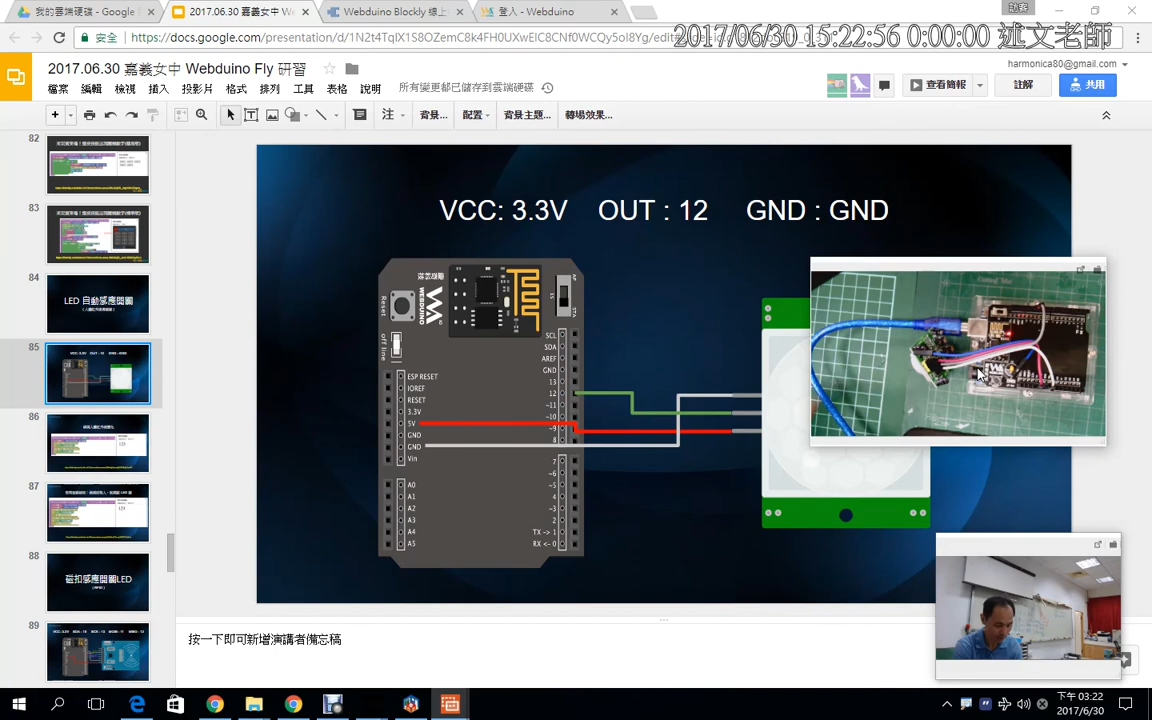 我的雲端硬碟 - Google
2017.06.30 嘉義女中 W
Webduino Blockly 線上
登入 - Webduino
訪客
安全
https://docs.google.com/presentation/d/1N2t4TqIX1S8OZemC8k4FH0UXwEIC8CNf0WCQy5oI8Yg/edit
2017/06/30 15:22:56 0:00:00 述文老師
2017.06.30 嘉義女中 Webduino Fly 研習
harmonica80@gmail.com
檔案 編輯 檢視 插入 投影片 格式 排列 工具 表格 說明
所有變更都已儲存到雲端硬碟
查看簡報
註解
共用
注
背景...
配置
背景主題...
轉場效果...
82
83
84
LED 自動感應開關
85
86
87
88
磁扣感應開關LED
89
VCC: 3.3V OUT : 12 GND : GND
Reset
WEBDUINO
off line
SCL
SDA
AREF
GND
13
12
~11
~10
~9
8
7
~6
~5
4
~3
2
TX -> 1
RX <- 0
ESP RESET
IOREF
RESET
3.3V
5V
GND
GND
Vin
A0
A1
A2
A3
A4
A5
按一下即可新增演講者備忘稿
下午 03:22
2017/6/30